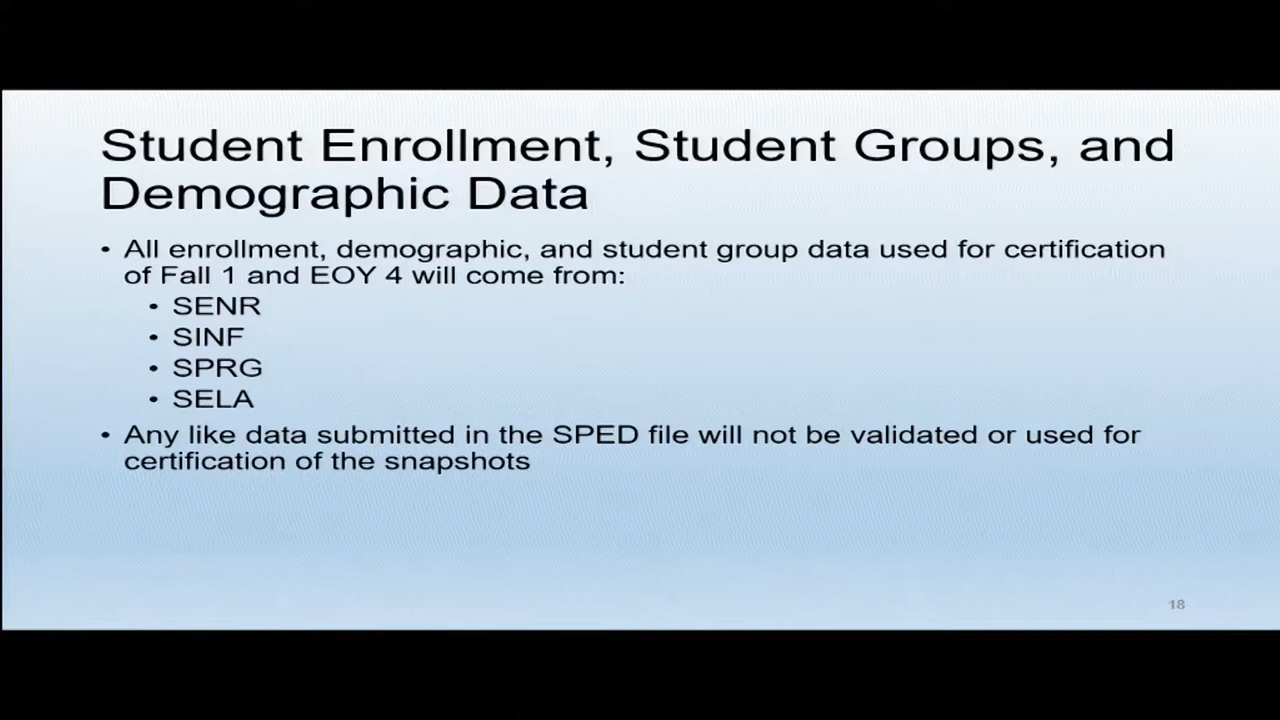 Student Enrollment, Student Groups, and
Demographic Data
• All enrollment, demographic, and student group data used for certification
of Fall 1 and EOY 4 will come from:
• SENR
• SINF
• SPRG
• SELA
• Any like data submitted in the SPED file will not be validated or used for
certification of the snapshots
18